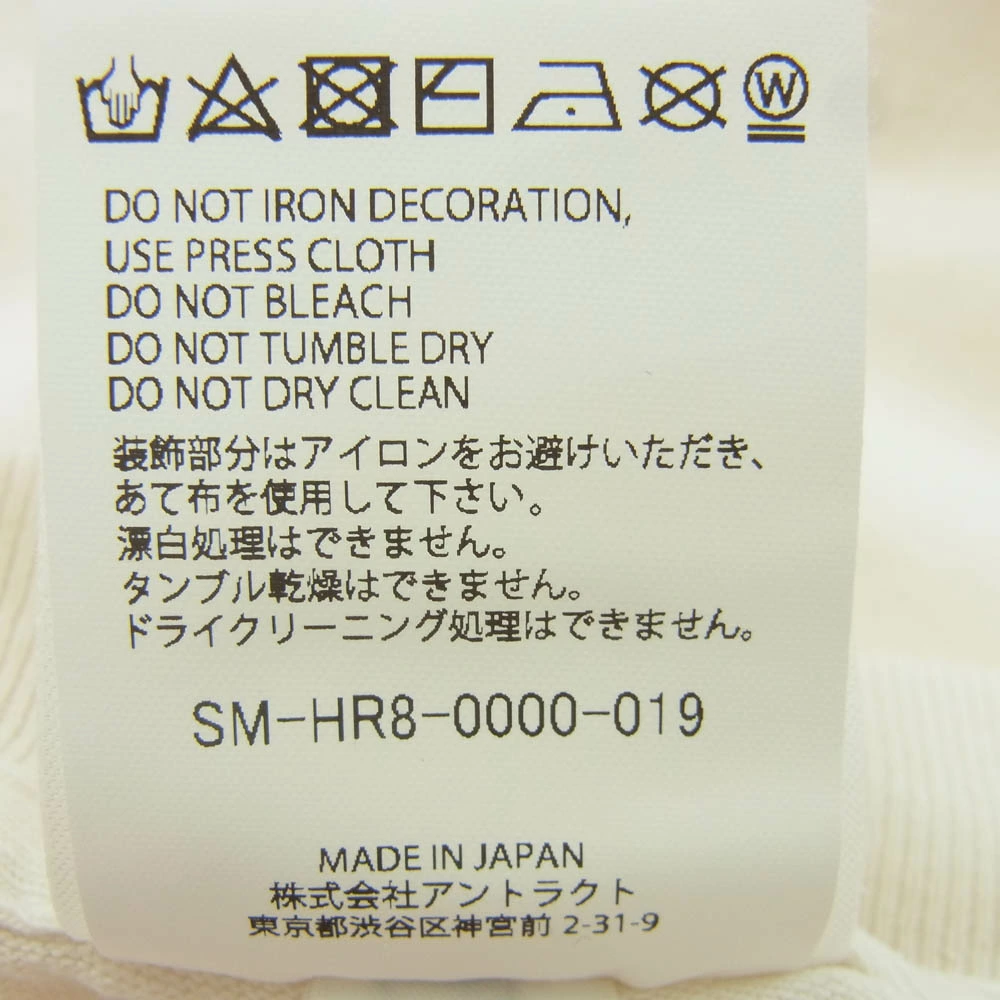 W
DO NOT IRON DECORATION,
USE PRESS CLOTH
DO NOT BLEACH
DO NOT TUMBLE DRY
DO NOT DRY CLEAN
装飾部分はアイロンをお避けいただき、
あて布を使用して下さい。
漂白処理はできません。
タンブル乾燥はできません。
ドライクリーニング処理はできません。
SM-HR8-0000-019
MADE IN JAPAN
株式会社アントラクト
東京都渋谷区神宮前 2-31-9